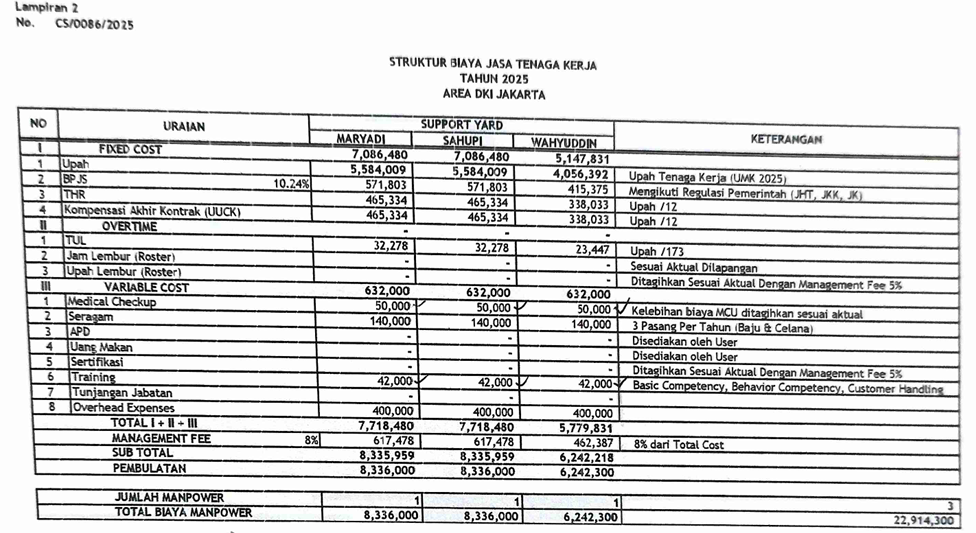 Lampiran 2
No. CS/0086/2025
STRUKTUR BIAYA JASA TENAGA KERJA
TAHUN 2025
AREA DKI JAKARTA
NO URAIAN SUPPORT YARD KETERANGAN
MARYADI SAHUPI WAHYUDDIN
I FIXED COST 7,086,480 7,086,480 5,147,831
1 Upah 5,584,009 5,584,009 4,056,392 Upah Tenaga Kerja (UMK 2025)
2 BPJS 10.24% 571,803 571,803 415,375 Mengikuti Regulasi Pemerintah (JHT, JKK, JK)
3 THR 465,334 465,334 338,033 Upah /12
4 Kompensasi Akhir Kontrak (UUCK) 465,334 465,334 338,033 Upah /12
II OVERTIME - - -
1 TUL 32,278 32,278 23,447 Upah /173
2 Jam Lembur (Roster) - - - Sesuai Aktual Dilapangan
3 Upah Lembur (Roster) - - - Ditagihkan Sesuai Aktual Dengan Management Fee 5%
III VARIABLE COST 632,000 632,000 632,000
1 Medical Checkup 50,000 50,000 50,000 Kelebihan biaya MCU ditagihkan sesuai aktual
2 Seragam 140,000 140,000 140,000 3 Pasang Per Tahun (Baju & Celana)
3 APD - - - Disediakan oleh User
4 Uang Makan - - - Disediakan oleh User
5 Sertifikasi - - - Ditagihkan Sesuai Aktual Dengan Management Fee 5%
6 Training 42,000 42,000 42,000 Basic Competency, Behavior Competency, Customer Handling
7 Tunjangan Jabatan - - -
8 Overhead Expenses 400,000 400,000 400,000
TOTAL I + II + III 7,718,480 7,718,480 5,779,831
MANAGEMENT FEE 8% 617,478 617,478 462,387 8% dari Total Cost
SUB TOTAL 8,335,959 8,335,959 6,242,218
PEMBULATAN 8,336,000 8,336,000 6,242,300
JUMLAH MANPOWER 1 1 1 3
TOTAL BIAYA MANPOWER 8,336,000 8,336,000 6,242,300 22,914,300